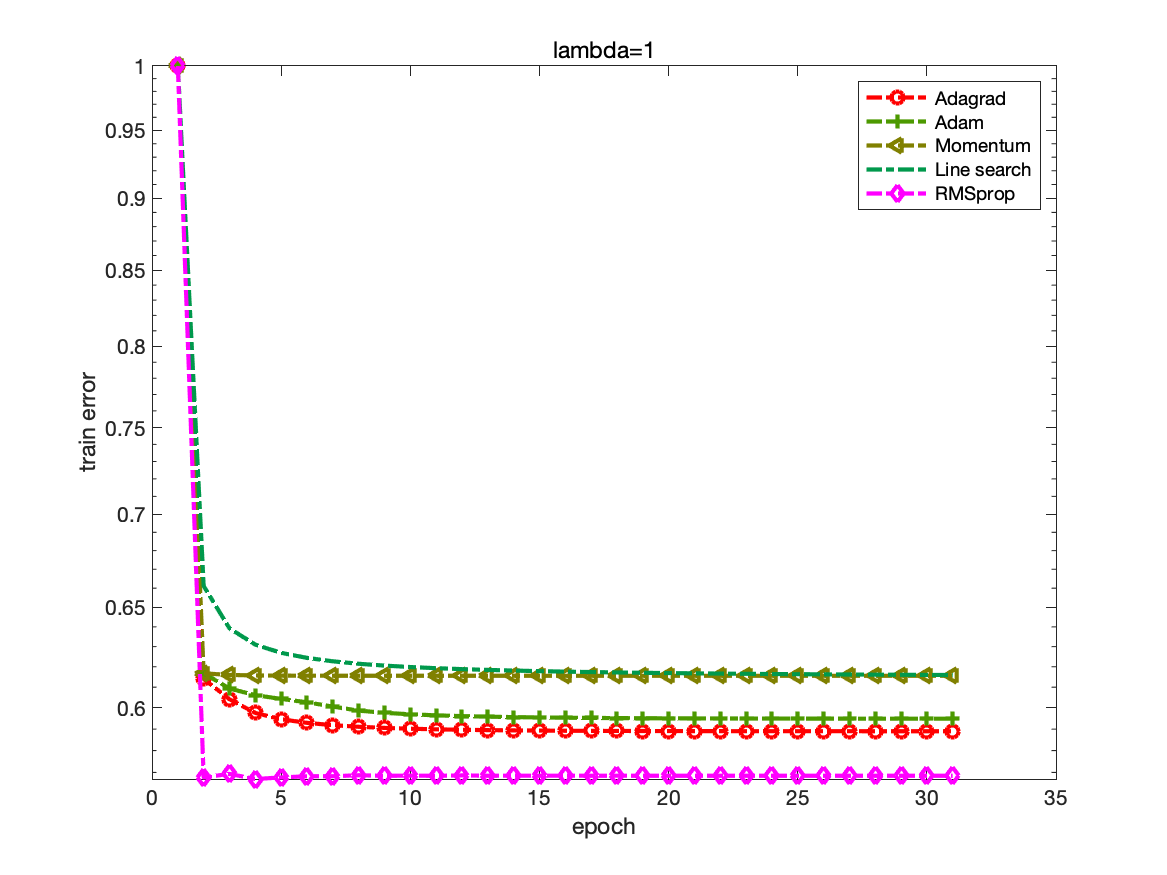 lambda=1
1
0.95
0.9
0.85
0.8
0.75
0.7
0.65
0.6
train error
Adagrad
Adam
Momentum
Line search
RMSprop
0 5 10 15 20 25 30 35
epoch